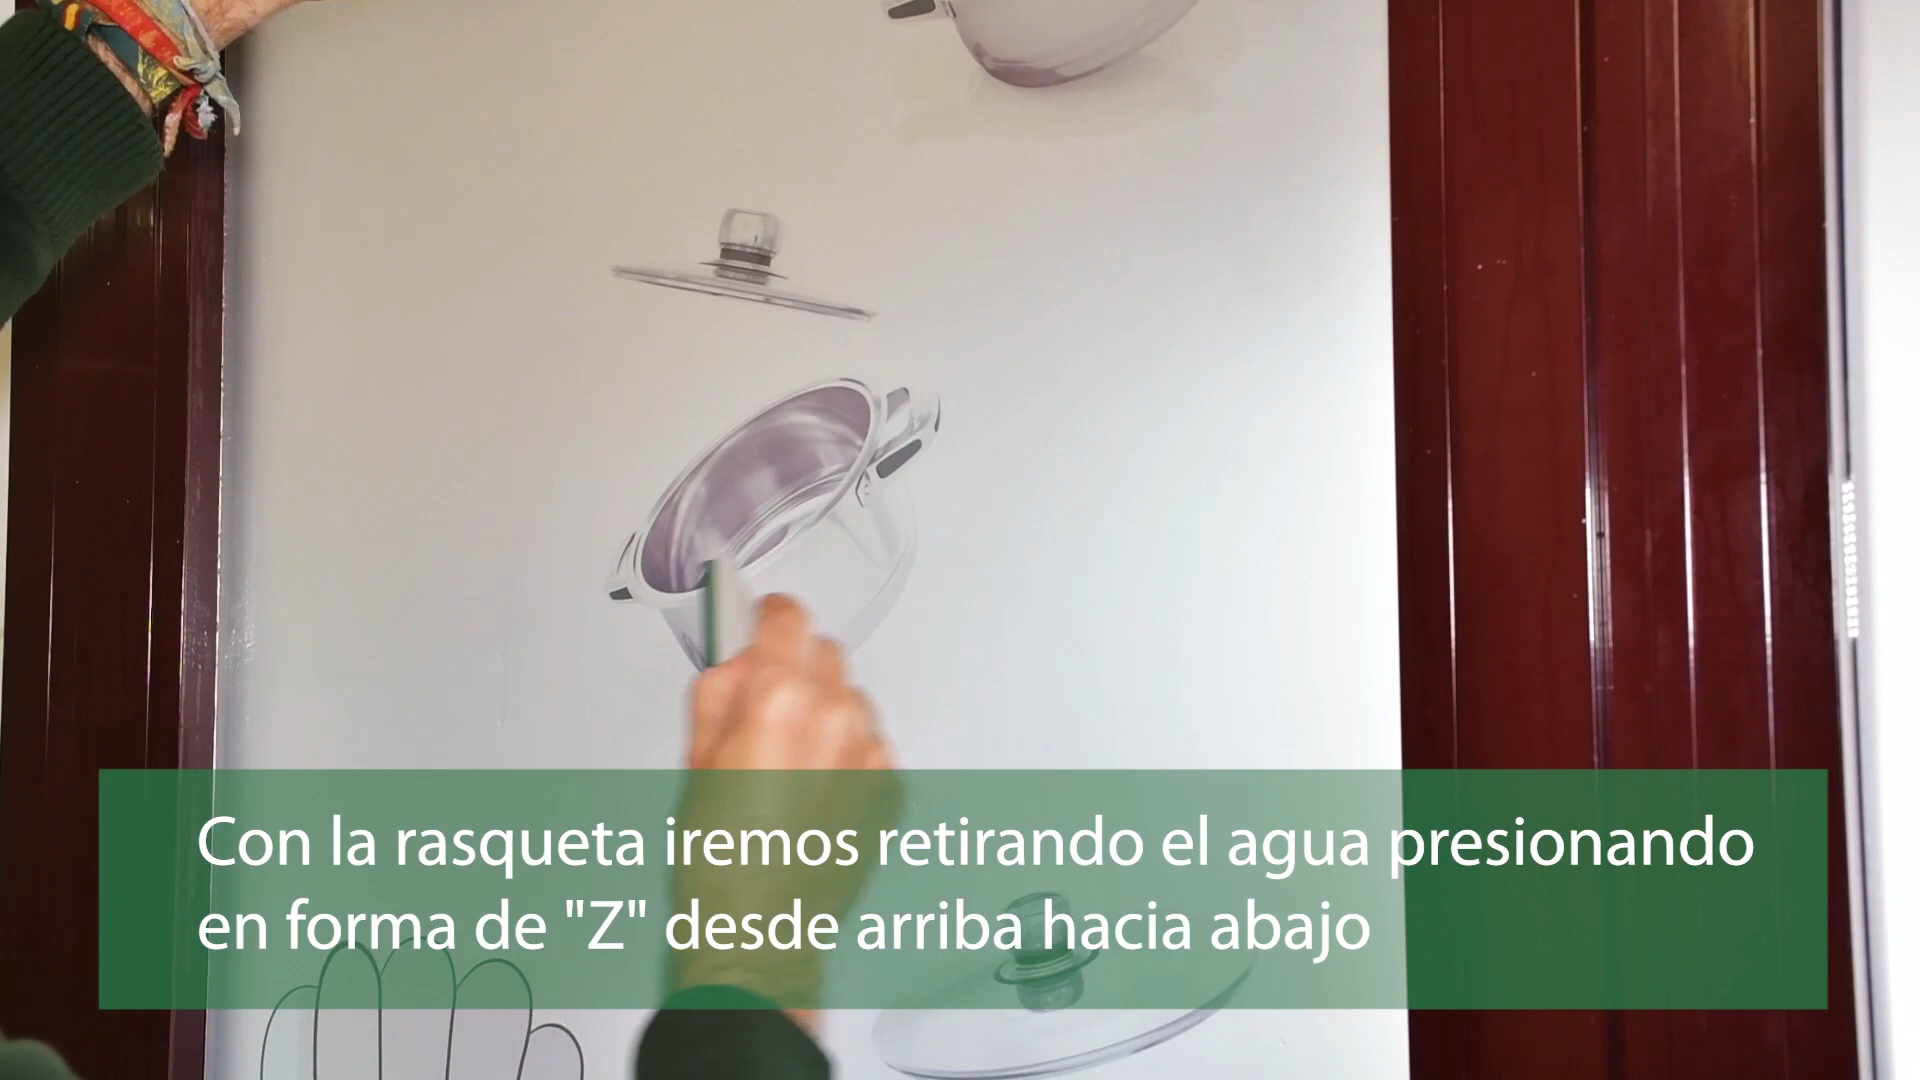 Con la rasqueta iremos retirando el agua presionando
en forma de "Z" desde arriba hacia abajo